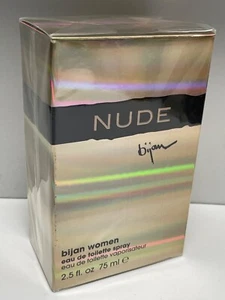 NUDE
bijan
bijan women
eau de toilette spray
eau de toilette vaporisateur
2.5 fl. oz 75 ml ℮